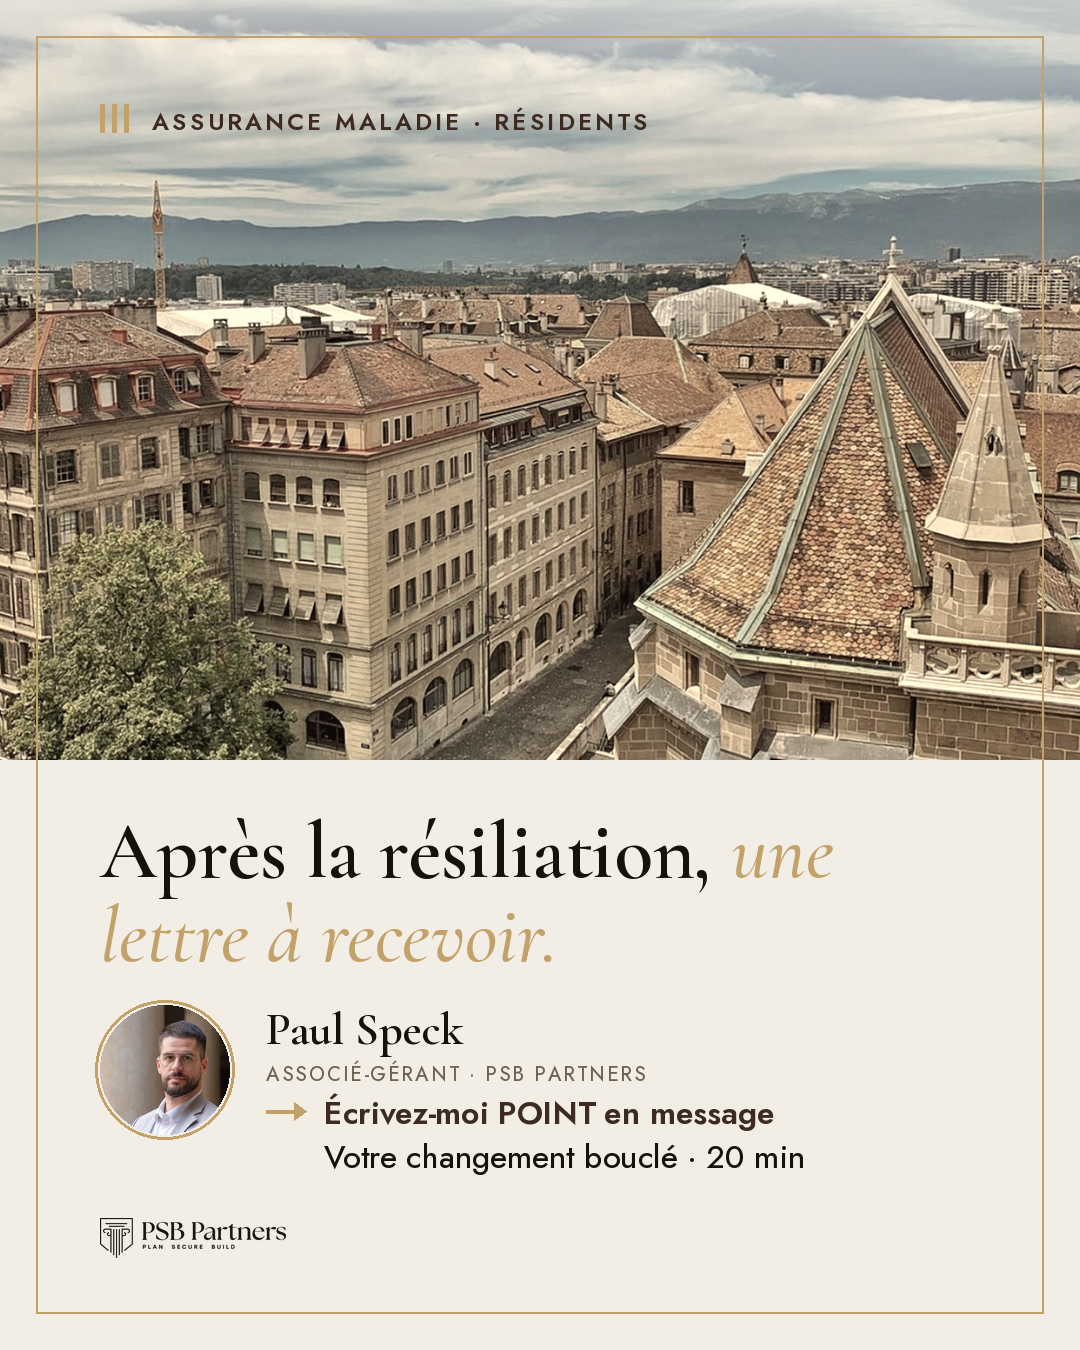 ASSURANCE MALADIE · RÉSIDENTS
Après la résiliation, une
lettre à recevoir.
Paul Speck
ASSOCIÉ-GÉRANT · PSB PARTNERS
Écrivez-moi POINT en message
Votre changement bouclé · 20 min
PSB Partners
PLAN SECURE BUILD